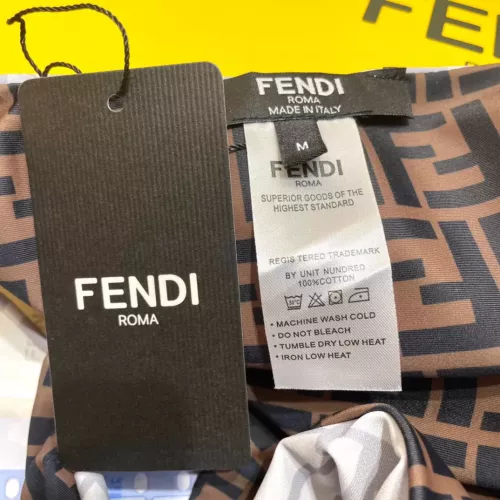 FEND
FENDI
ROMA
MADE IN ITALY
M
FENDI
ROMA
SUPERIOR GOODS OF THE
HIGHEST STANDARD
REGIS TERED TRADEMARK
BY UNIT NUNDRED
100%COTTON
• MACHINE WASH COLD
• DO NOT BLEACH
• TUMBLE DRY LOW HEAT
• IRON LOW HEAT
FENDI
ROMA